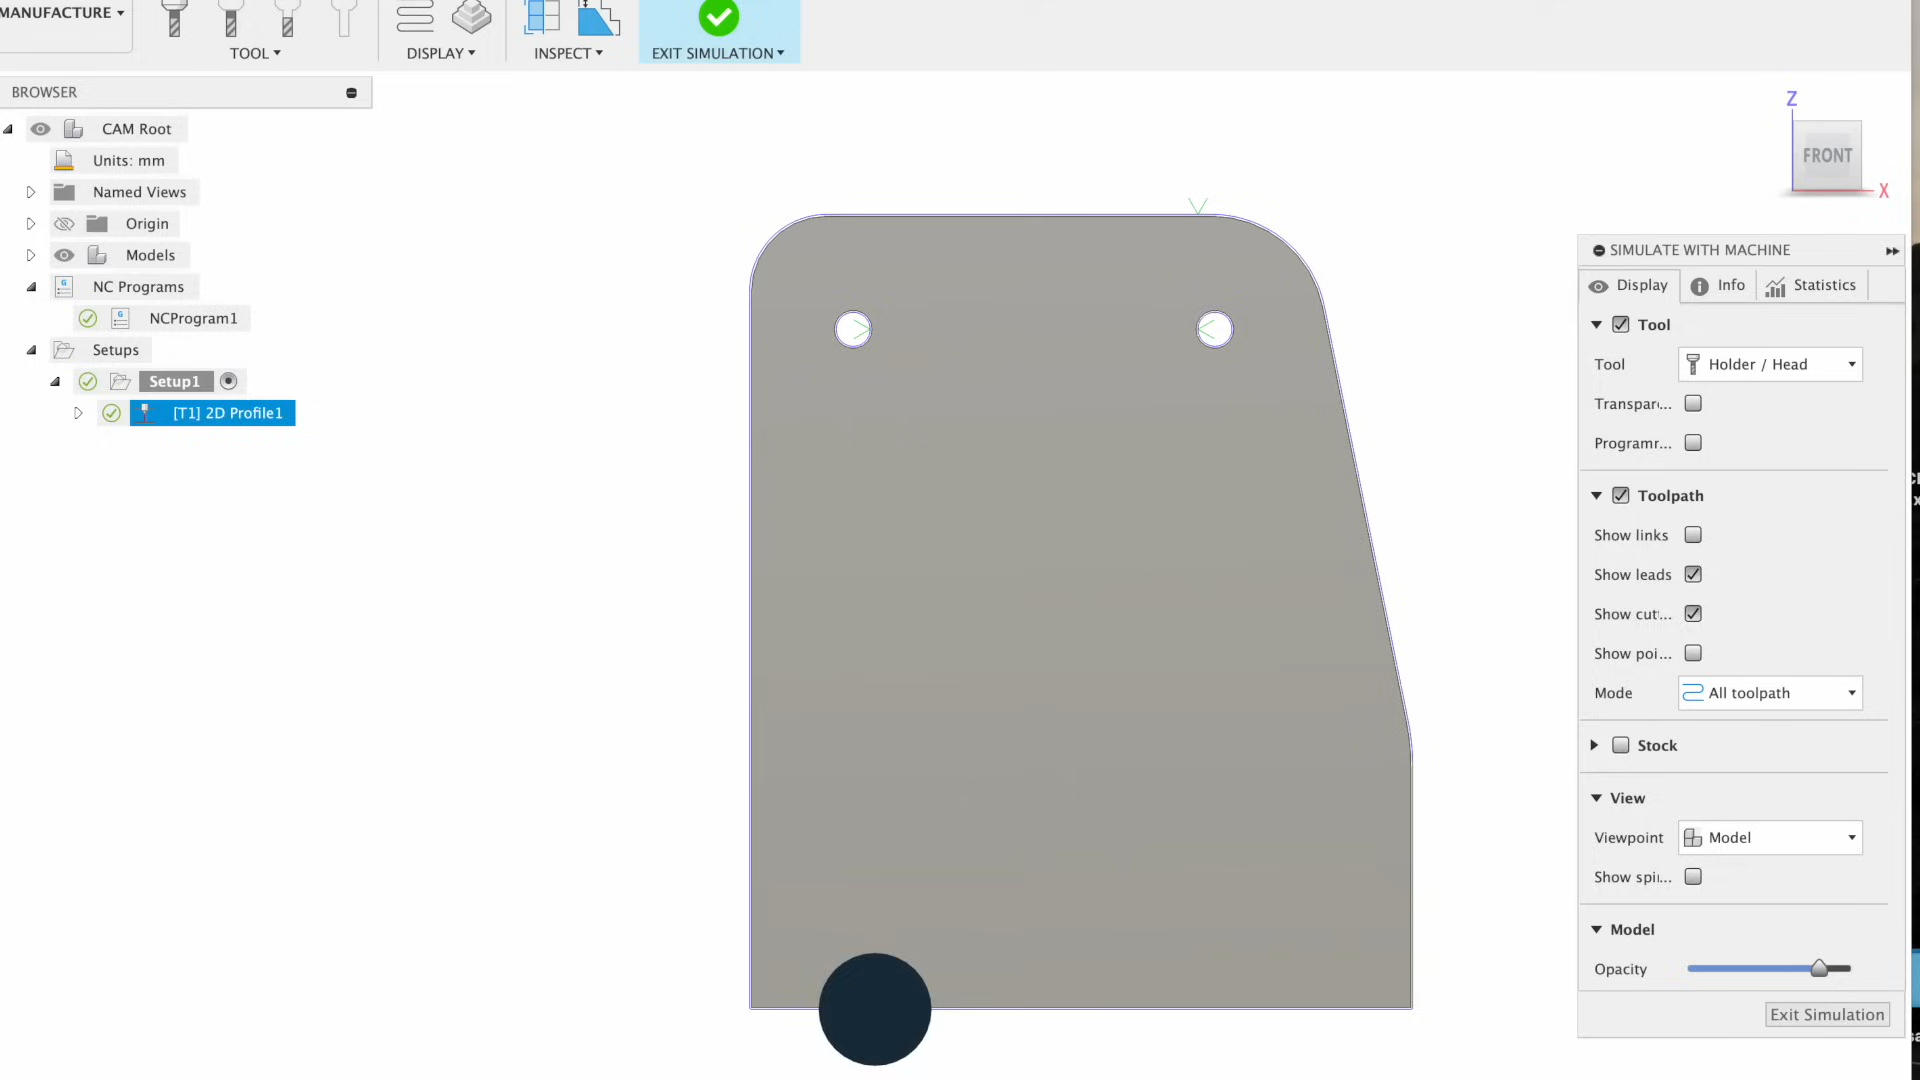 MANUFACTURE
TOOL
DISPLAY
INSPECT
EXIT SIMULATION
BROWSER
CAM Root
Units: mm
Named Views
Origin
Models
NC Programs
G
NCProgram1
G
Setups
Setup1
[T1] 2D Profile1
Z
FRONT
X
SIMULATE WITH MACHINE
Display
Info
Statistics
Tool
Tool
Holder / Head
Transpar...
Programr...
Toolpath
Show links
Show leads
Show cut...
Show poi...
Mode
All toolpath
Stock
View
Viewpoint
Model
Show spi...
Model
Opacity
Exit Simulation